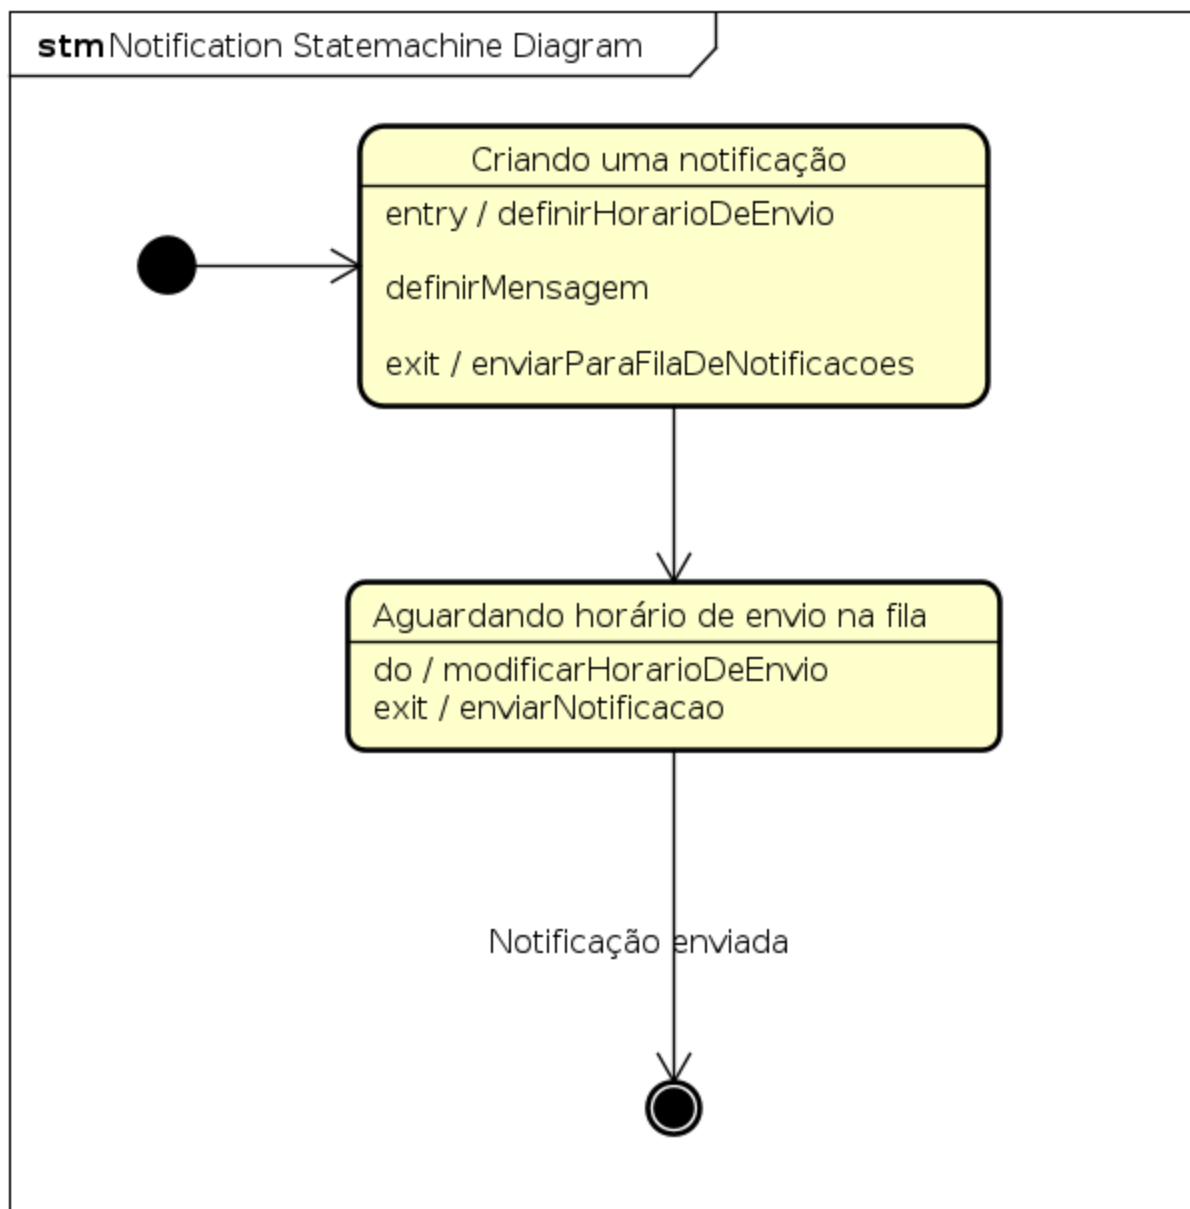 stm Notification Statemachine Diagram
Criando uma notificação
entry / definirHorarioDeEnvio
definirMensagem
exit / enviarParaFilaDeNotificacoes
Aguardando horário de envio na fila
do / modificarHorarioDeEnvio
exit / enviarNotificacao
Notificação enviada